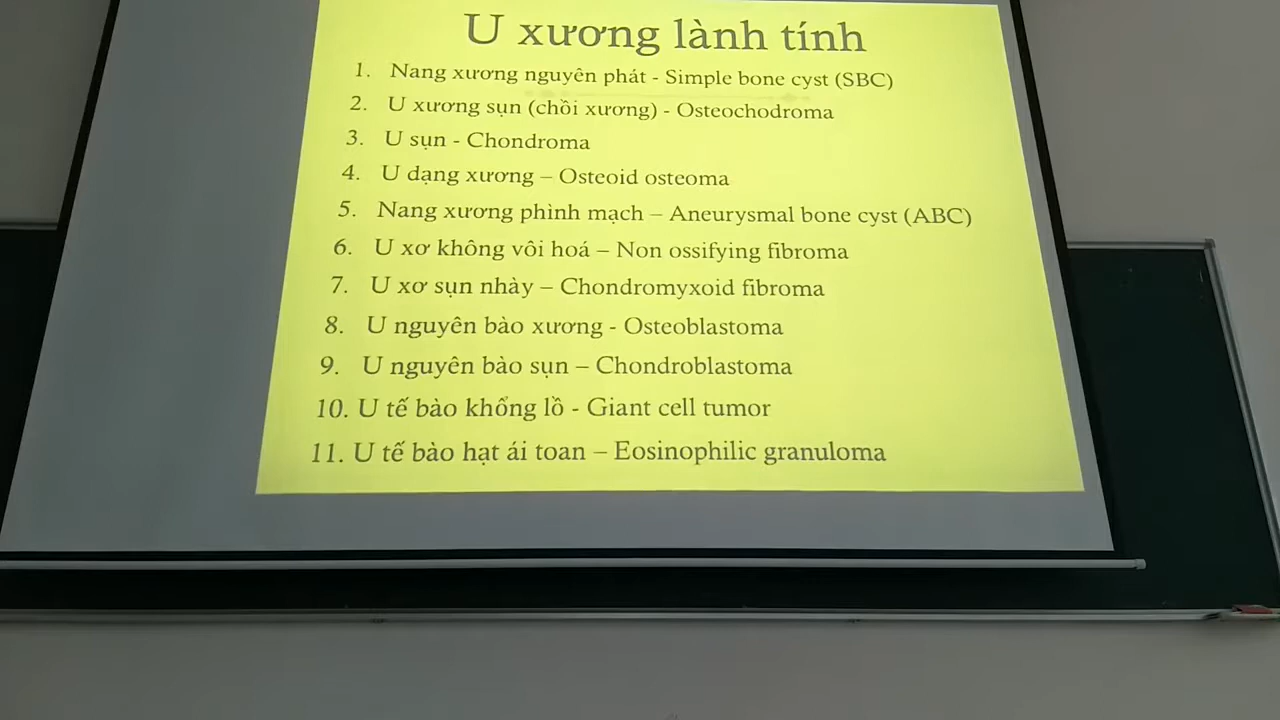 U xương lành tính
1. Nang xương nguyên phát - Simple bone cyst (SBC)
2. U xương sụn (chồi xương) - Osteochodroma
3. U sụn - Chondroma
4. U dạng xương – Osteoid osteoma
5. Nang xương phình mạch – Aneurysmal bone cyst (ABC)
6. U xơ không vôi hoá – Non ossifying fibroma
7. U xơ sụn nhày – Chondromyxoid fibroma
8. U nguyên bào xương - Osteoblastoma
9. U nguyên bào sụn – Chondroblastoma
10. U tế bào khổng lồ - Giant cell tumor
11. U tế bào hạt ái toan – Eosinophilic granuloma